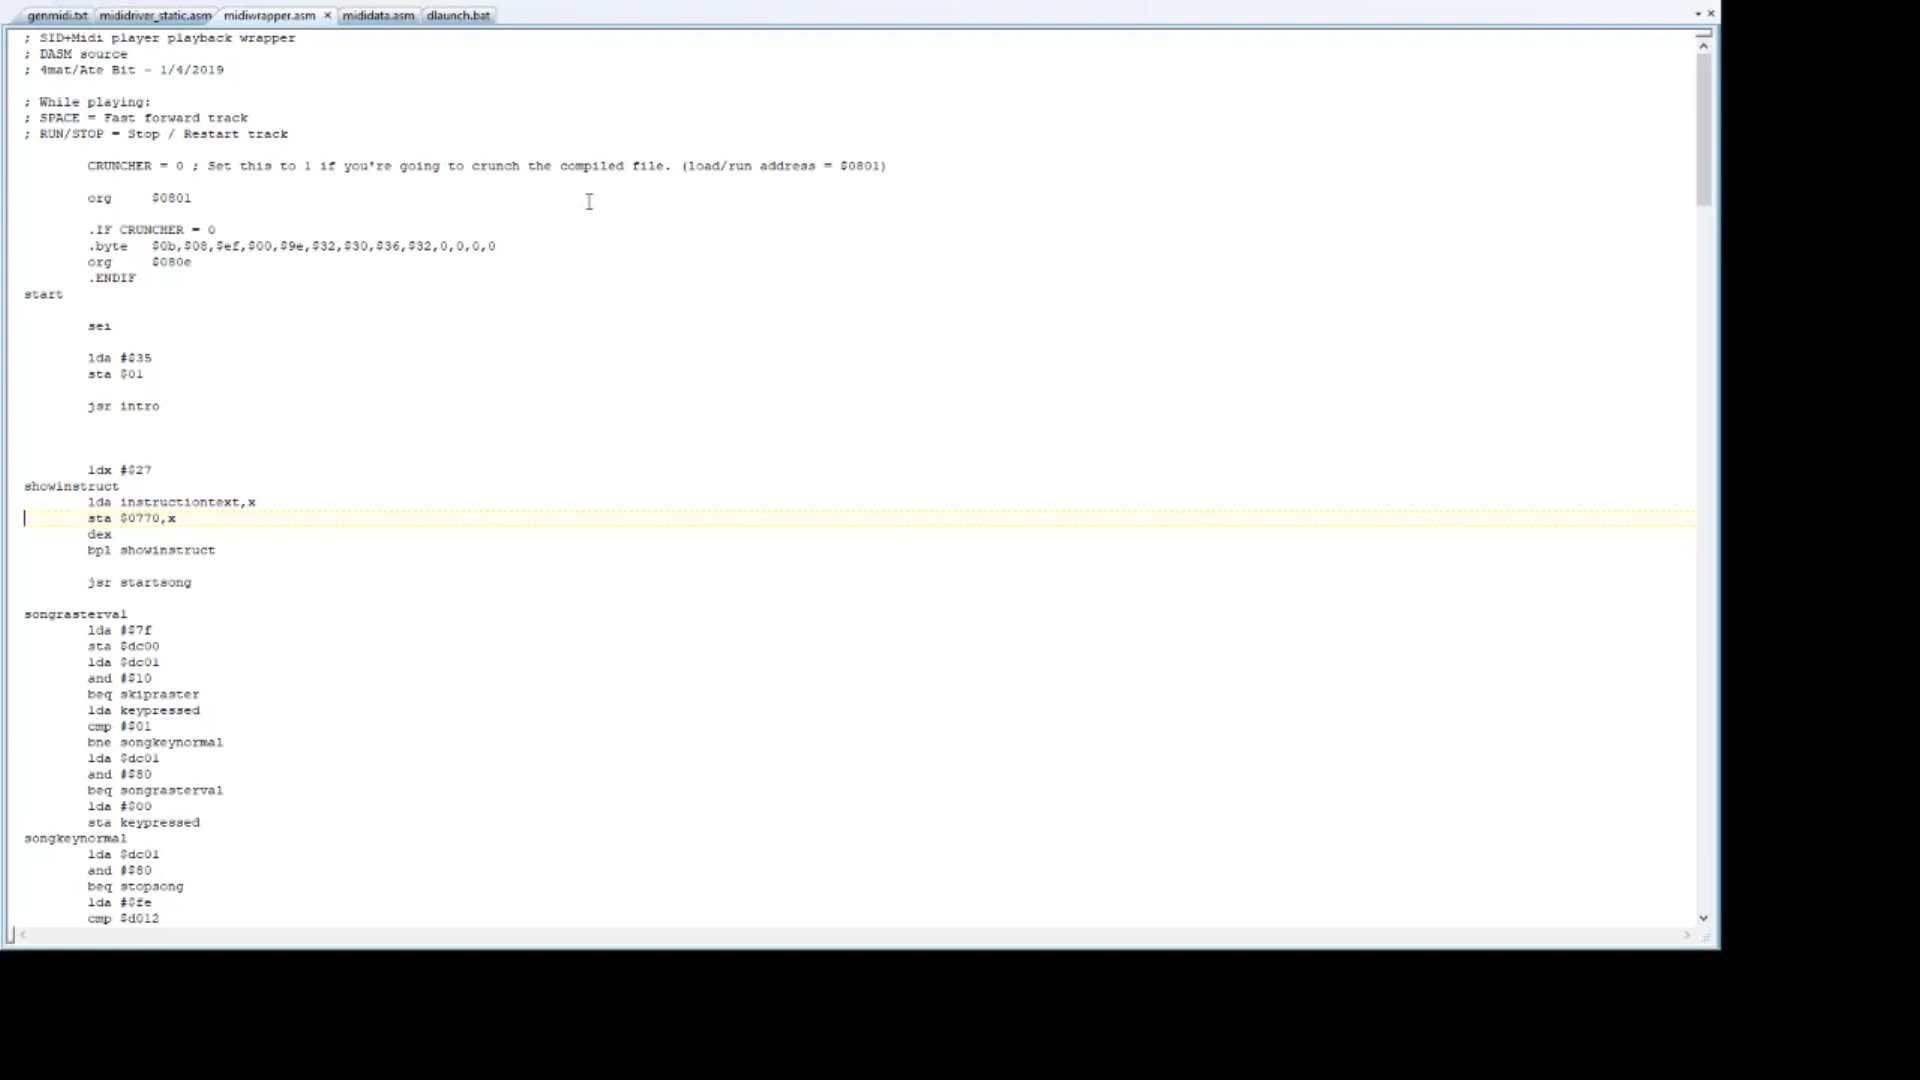 genmidi.txt mididriver_static.asm midiwrapper.asm mididata.asm dlaunch.bat
; SID+Midi player playback wrapper
; DASM source
; 4mat/Ate Bit - 1/4/2019
; While playing:
; SPACE = Fast forward track
; RUN/STOP = Stop / Restart track
CRUNCHER = 0 ; Set this to 1 if you're going to crunch the compiled file. (load/run address = $0801)
org $0801
.IF CRUNCHER = 0
.byte $0b,$08,$ef,$00,$9e,$32,$30,$36,$32,0,0,0,0
org $080e
.ENDIF
start
sei
lda #$35
sta $01
jsr intro
ldx #$27
showinstruct
lda instructiontext,x
sta $0770,x
dex
bpl showinstruct
jsr startsong
songrasterval
lda #$7f
sta $dc00
lda $dc01
and #$10
beq skipraster
lda keypressed
cmp #$01
bne songkeynormal
lda $dc01
and #$80
beq songrasterval
lda #$00
sta keypressed
songkeynormal
lda $dc01
and #$80
beq stopsong
lda #$fe
cmp $d012